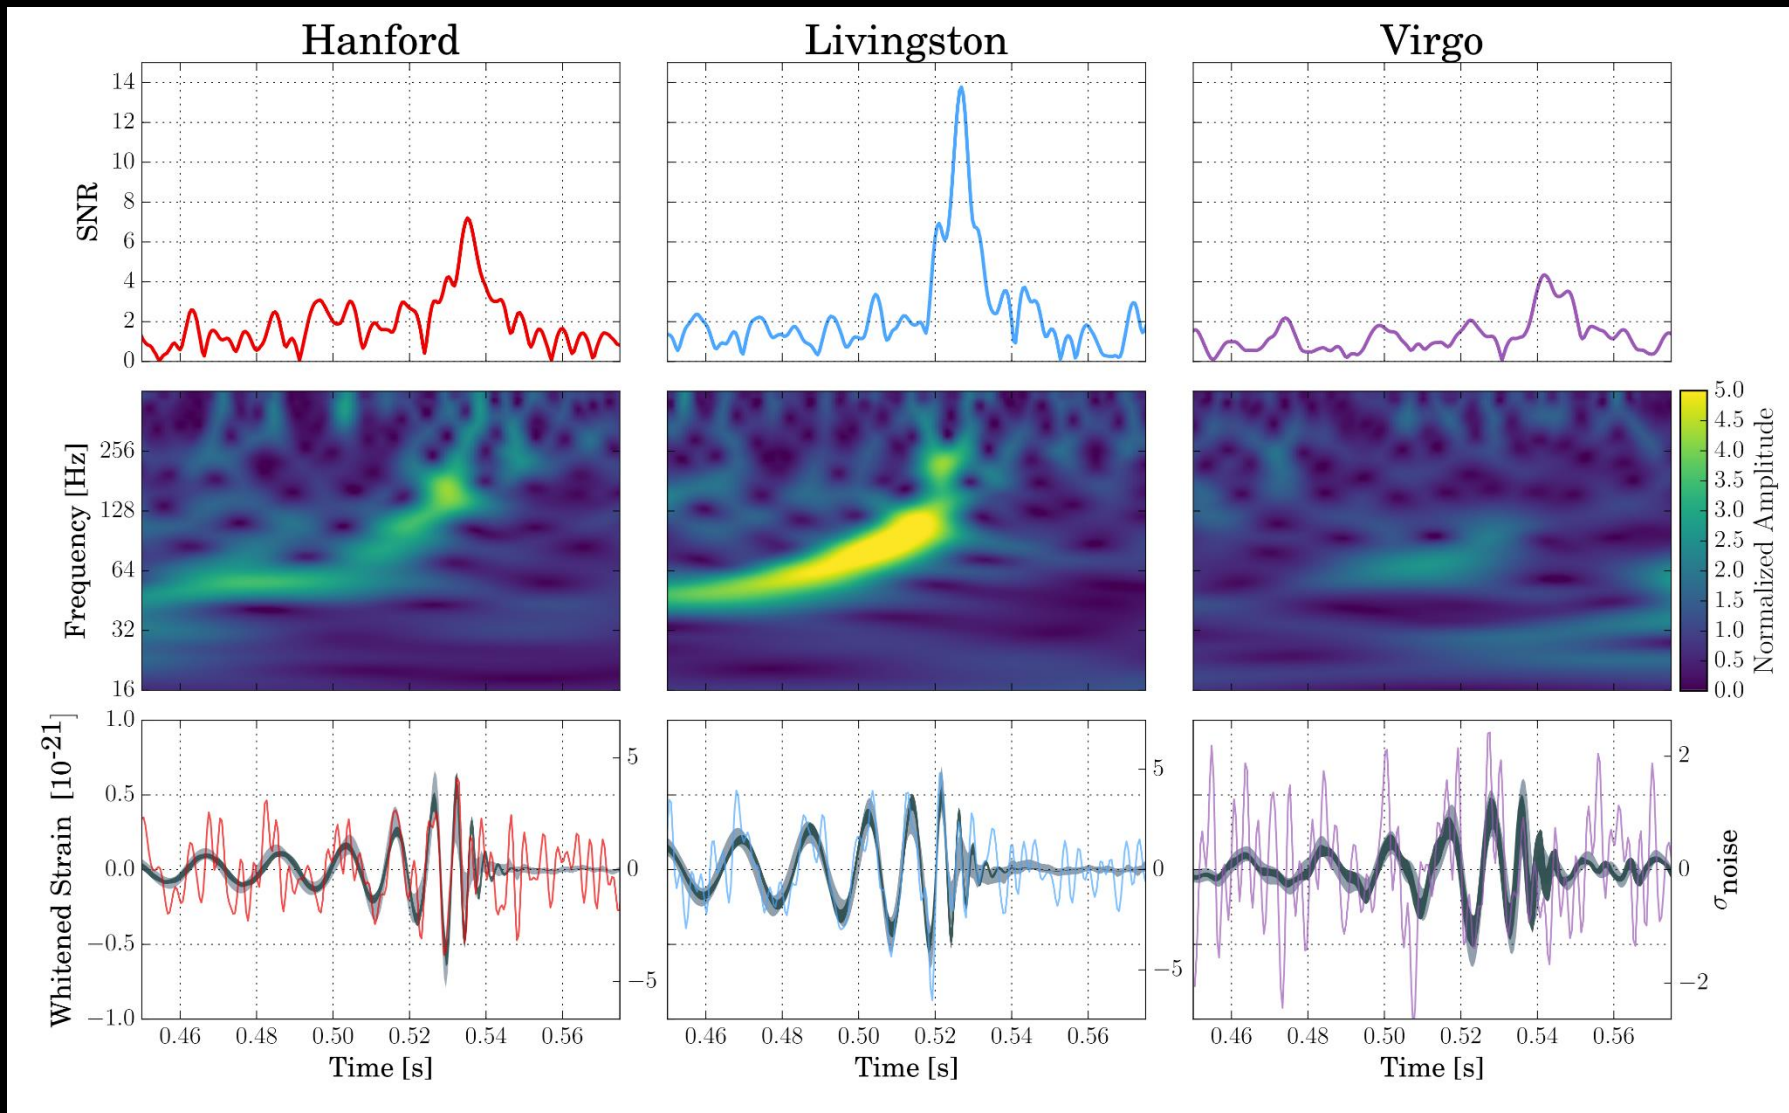 Hanford
Livingston
Virgo
SNR
14
12
10
8
6
4
2
0
Frequency [Hz]
256
128
64
32
16
5.0
4.5
4.0
3.5
3.0
2.5
2.0
1.5
1.0
0.5
0.0
Normalized Amplitude
Whitened Strain [10-21]
1.0
0.5
0.0
−0.5
−1.0
5
0
−5
5
0
−5
2
0
−2
σnoise
0.46 0.48 0.50 0.52 0.54 0.56
0.46 0.48 0.50 0.52 0.54 0.56
0.46 0.48 0.50 0.52 0.54 0.56
Time [s]
Time [s]
Time [s]